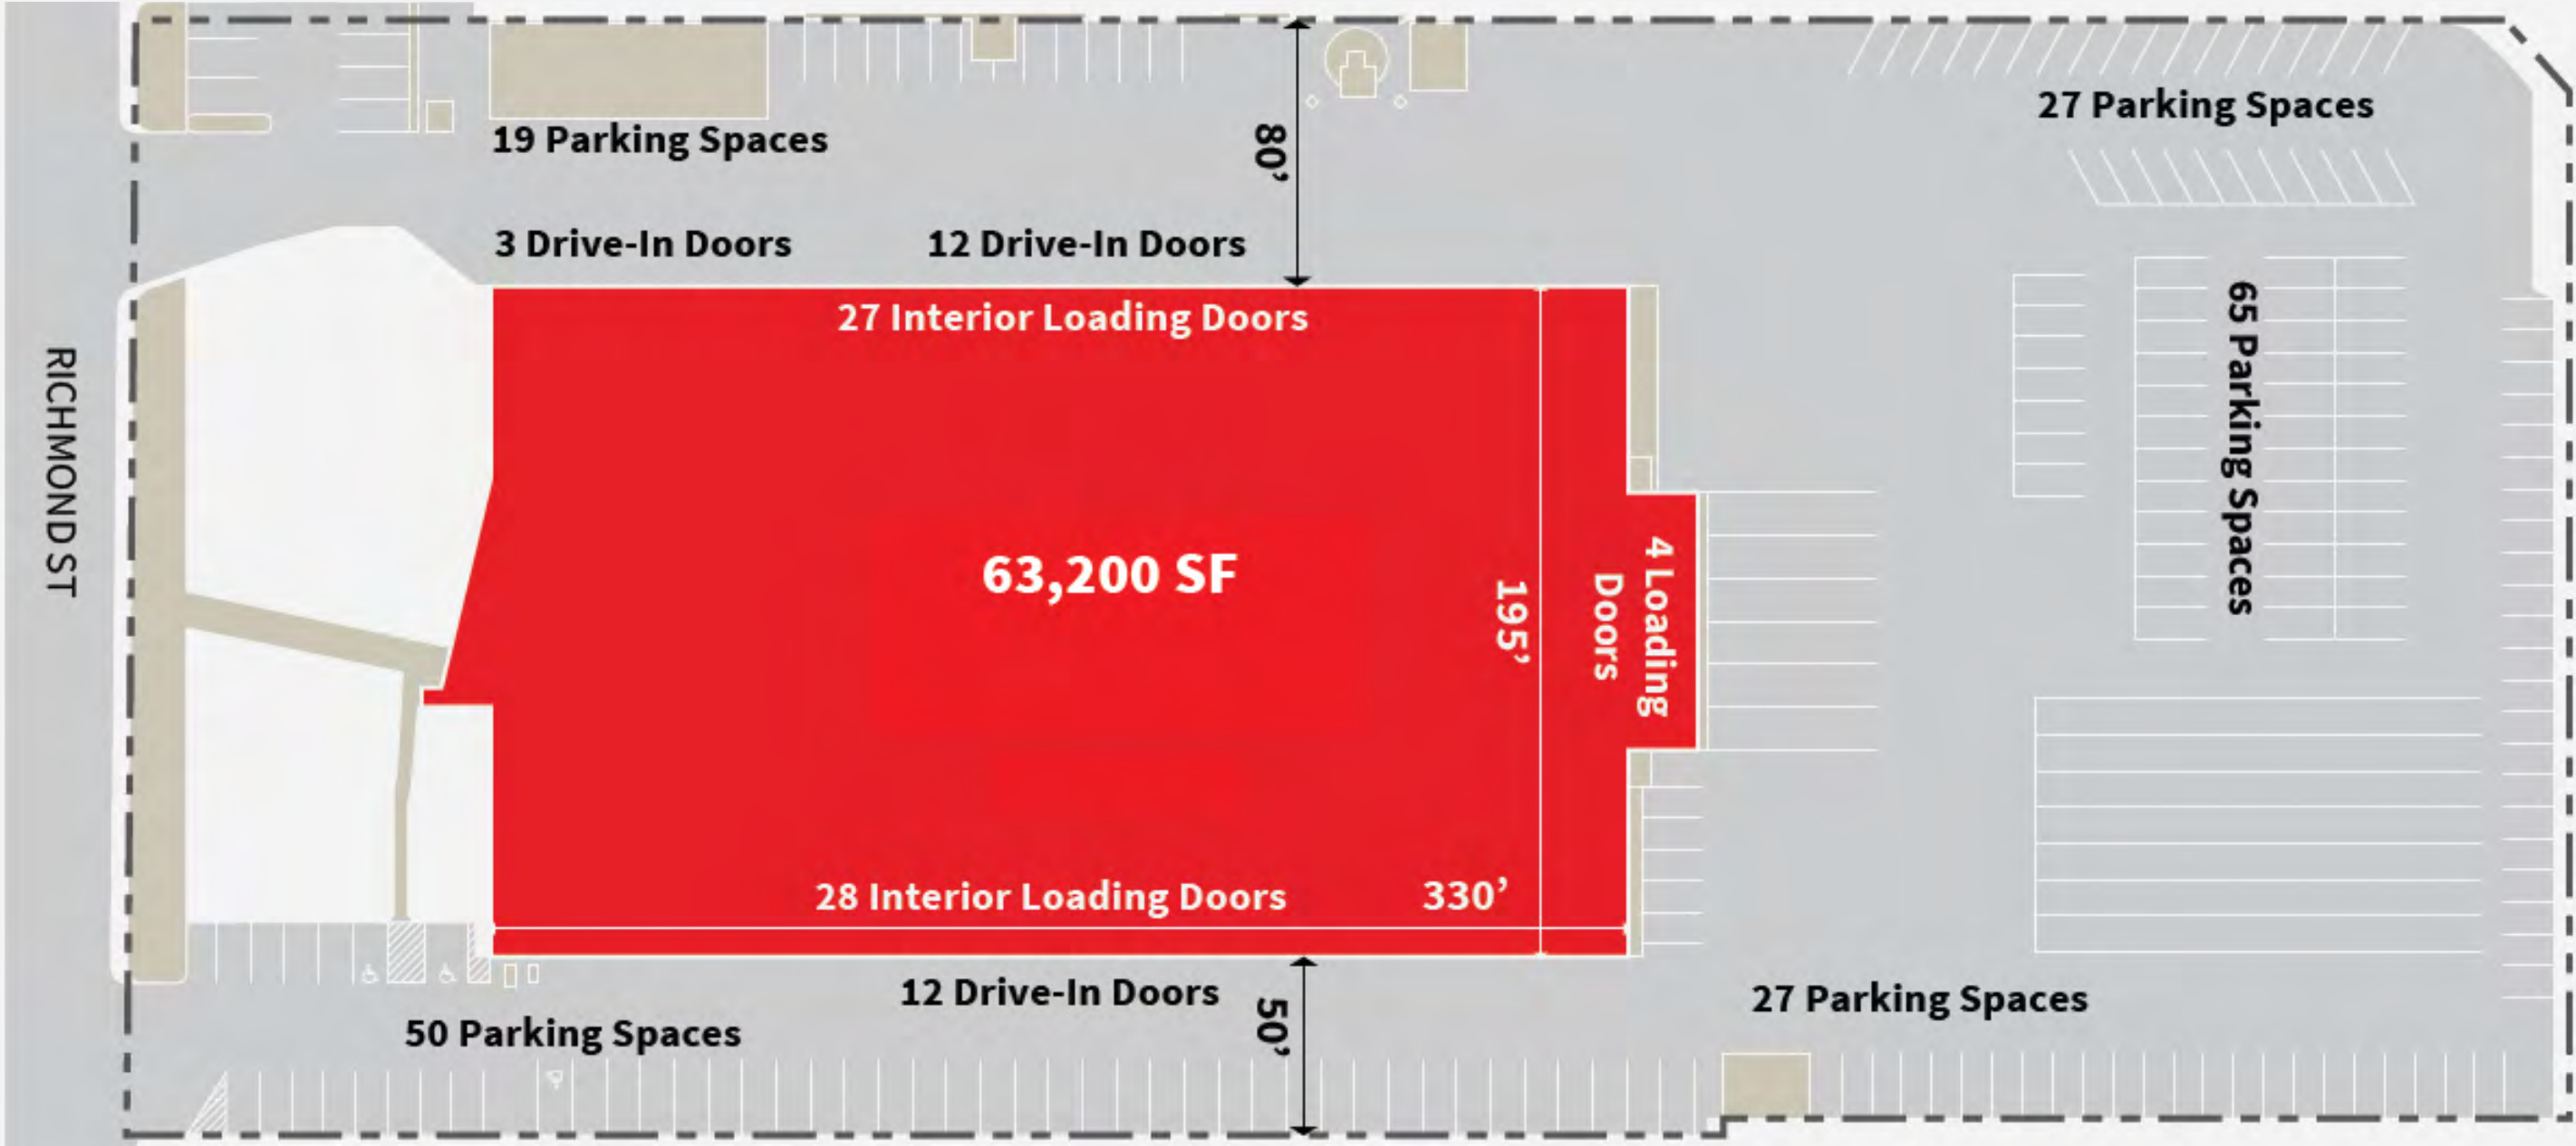 27 Parking Spaces
19 Parking Spaces
80’
3 Drive-In Doors
12 Drive-In Doors
27 Interior Loading Doors
RICHMOND ST
65 Parking Spaces
63,200 SF
195’
4 Loading
Doors
28 Interior Loading Doors
330’
12 Drive-In Doors
50’
27 Parking Spaces
50 Parking Spaces